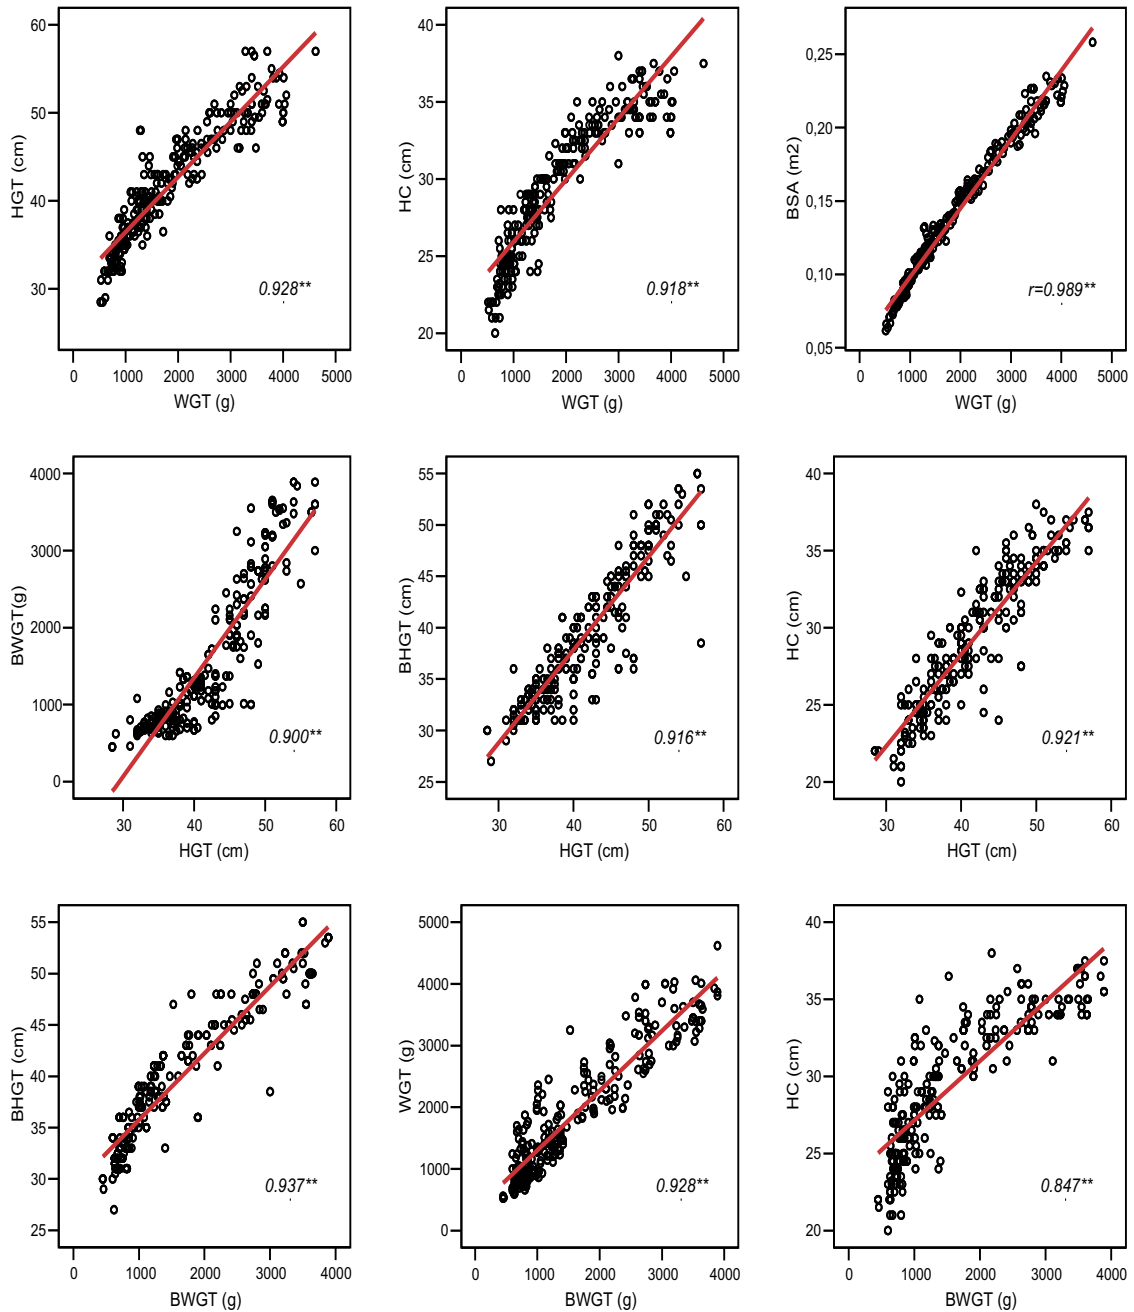 60
50
40
30
HGT (cm)
0.928**
0 1000 2000 3000 4000 5000
WGT (g)
40
35
30
25
20
HC (cm)
0.918**
0 1000 2000 3000 4000 5000
WGT (g)
0,25
0,20
0,15
0,10
0,05
BSA (m2)
r=0.989**
0 1000 2000 3000 4000 5000
WGT (g)
4000
3000
2000
1000
0
BWGT(g)
0.900**
30 40 50 60
HGT (cm)
55
50
45
40
35
30
25
BHGT (cm)
0.916**
30 40 50 60
HGT (cm)
40
35
30
25
20
HC (cm)
0.921**
30 40 50 60
HGT (cm)
55
50
45
40
35
30
25
BHGT (cm)
0.937**
0 1000 2000 3000 4000
BWGT (g)
5000
4000
3000
2000
1000
0
WGT (g)
0.928**
0 1000 2000 3000 4000
BWGT (g)
40
35
30
25
20
HC (cm)
0.847**
0 1000 2000 3000 4000
BWGT (g)